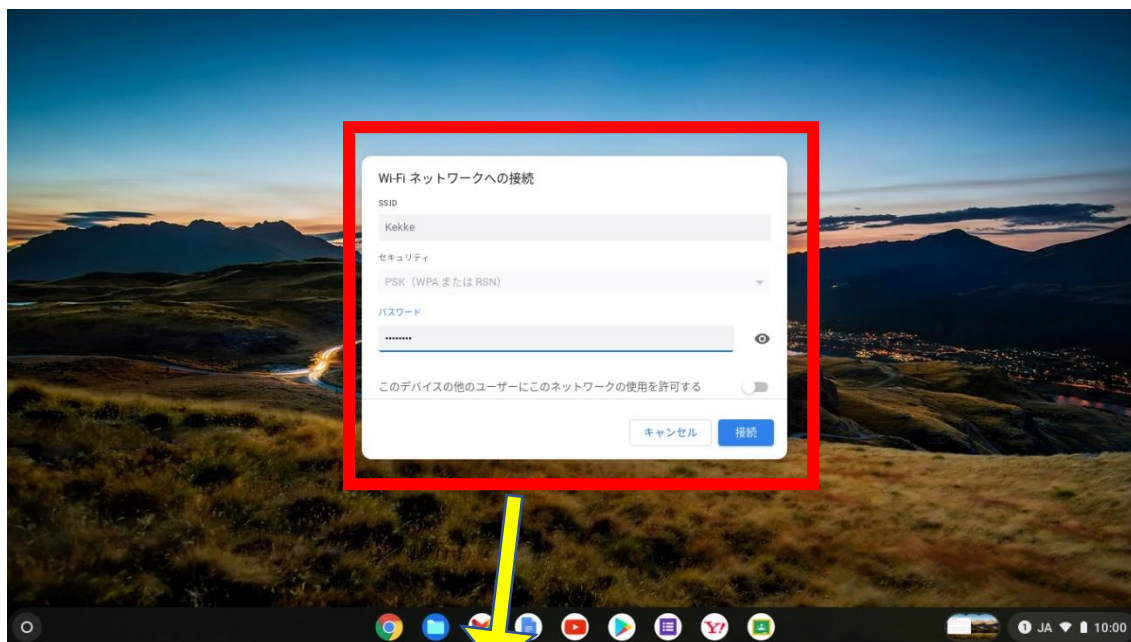 Wi-Fi ネットワークへの接続
SSID
Kekke
セキュリティ
PSK（WPA または RSN）
パスワード
••••••••
このデバイスの他のユーザーにこのネットワークの使用を許可する
キャンセル 接続
Y!
1 JA 10:00